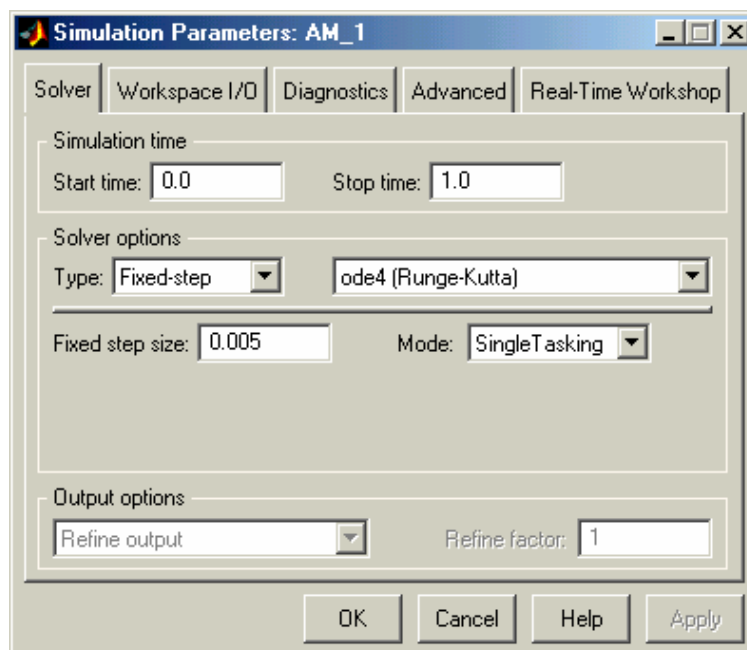 Simulation Parameters: AM_1
Solver Workspace I/O Diagnostics Advanced Real-Time Workshop
Simulation time
Start time: 0.0 Stop time: 1.0
Solver options
Type: Fixed-step ode4 (Runge-Kutta)
Fixed step size: 0.005 Mode: SingleTasking
Output options
Refine output Refine factor: 1
OK Cancel Help Apply